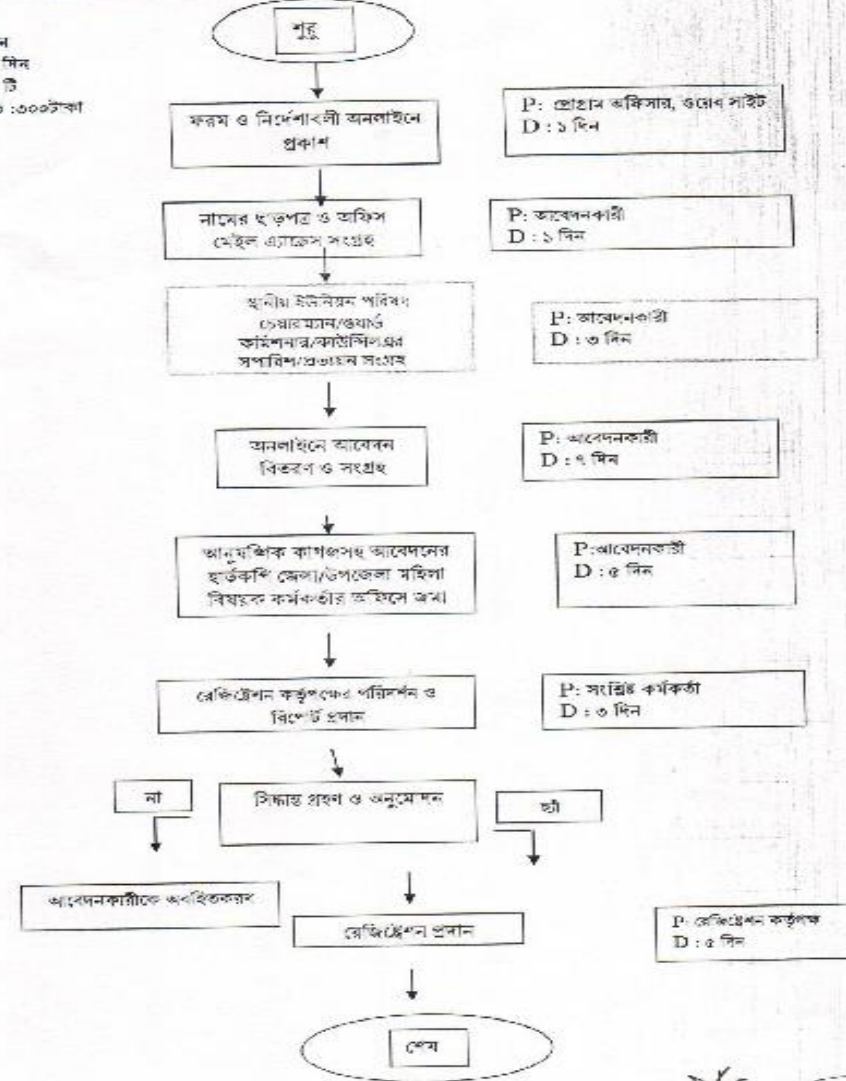 ন
দিন
টি
:৩০০টাকা
শুরু
ফরম ও নির্দেশাবলী অনলাইনে
প্রকাশ
P: প্রোগ্রাম অফিসার, ওয়েব সাইট
D : ১ দিন
নামের ছাড়পত্র ও অফিস
মেইল এ্যাড্রেস সংগ্রহ
P: আবেদনকারী
D : ১ দিন
স্থানীয় ইউনিয়ন পরিষদ
চেয়ারম্যান/ওয়ার্ড
কমিশনার/কাউন্সিলএর
সপারিশ/প্রত্যয়ন সংগ্রহ
P: আবেদনকারী
D : ৩ দিন
অনলাইনে আবেদন
বিতরণ ও সংগ্রহ
P: আবেদনকারী
D : ৭ দিন
আনুষাঙ্গিক কাগজসহ আবেদনের
হার্ডকপি জেলা/উপজেলা মহিলা
বিষয়ক কর্মকর্তার অফিসে জমা
P:আবেদনকারী
D : ৫ দিন
রেজিষ্ট্রেশন কর্তৃপক্ষের পরিদর্শন ও
রিপোর্ট প্রদান
P: সংশ্লিষ্ট কর্মকর্তা
D : ৩ দিন
সিদ্ধান্ত গ্রহণ ও অনুমোদন
না
হ্যাঁ
আবেদনকারীকে অবহিতকরণ
রেজিষ্ট্রেশন প্রদান
P: রেজিষ্ট্রেশন কর্তৃপক্ষ
D : ৫ দিন
শেষ